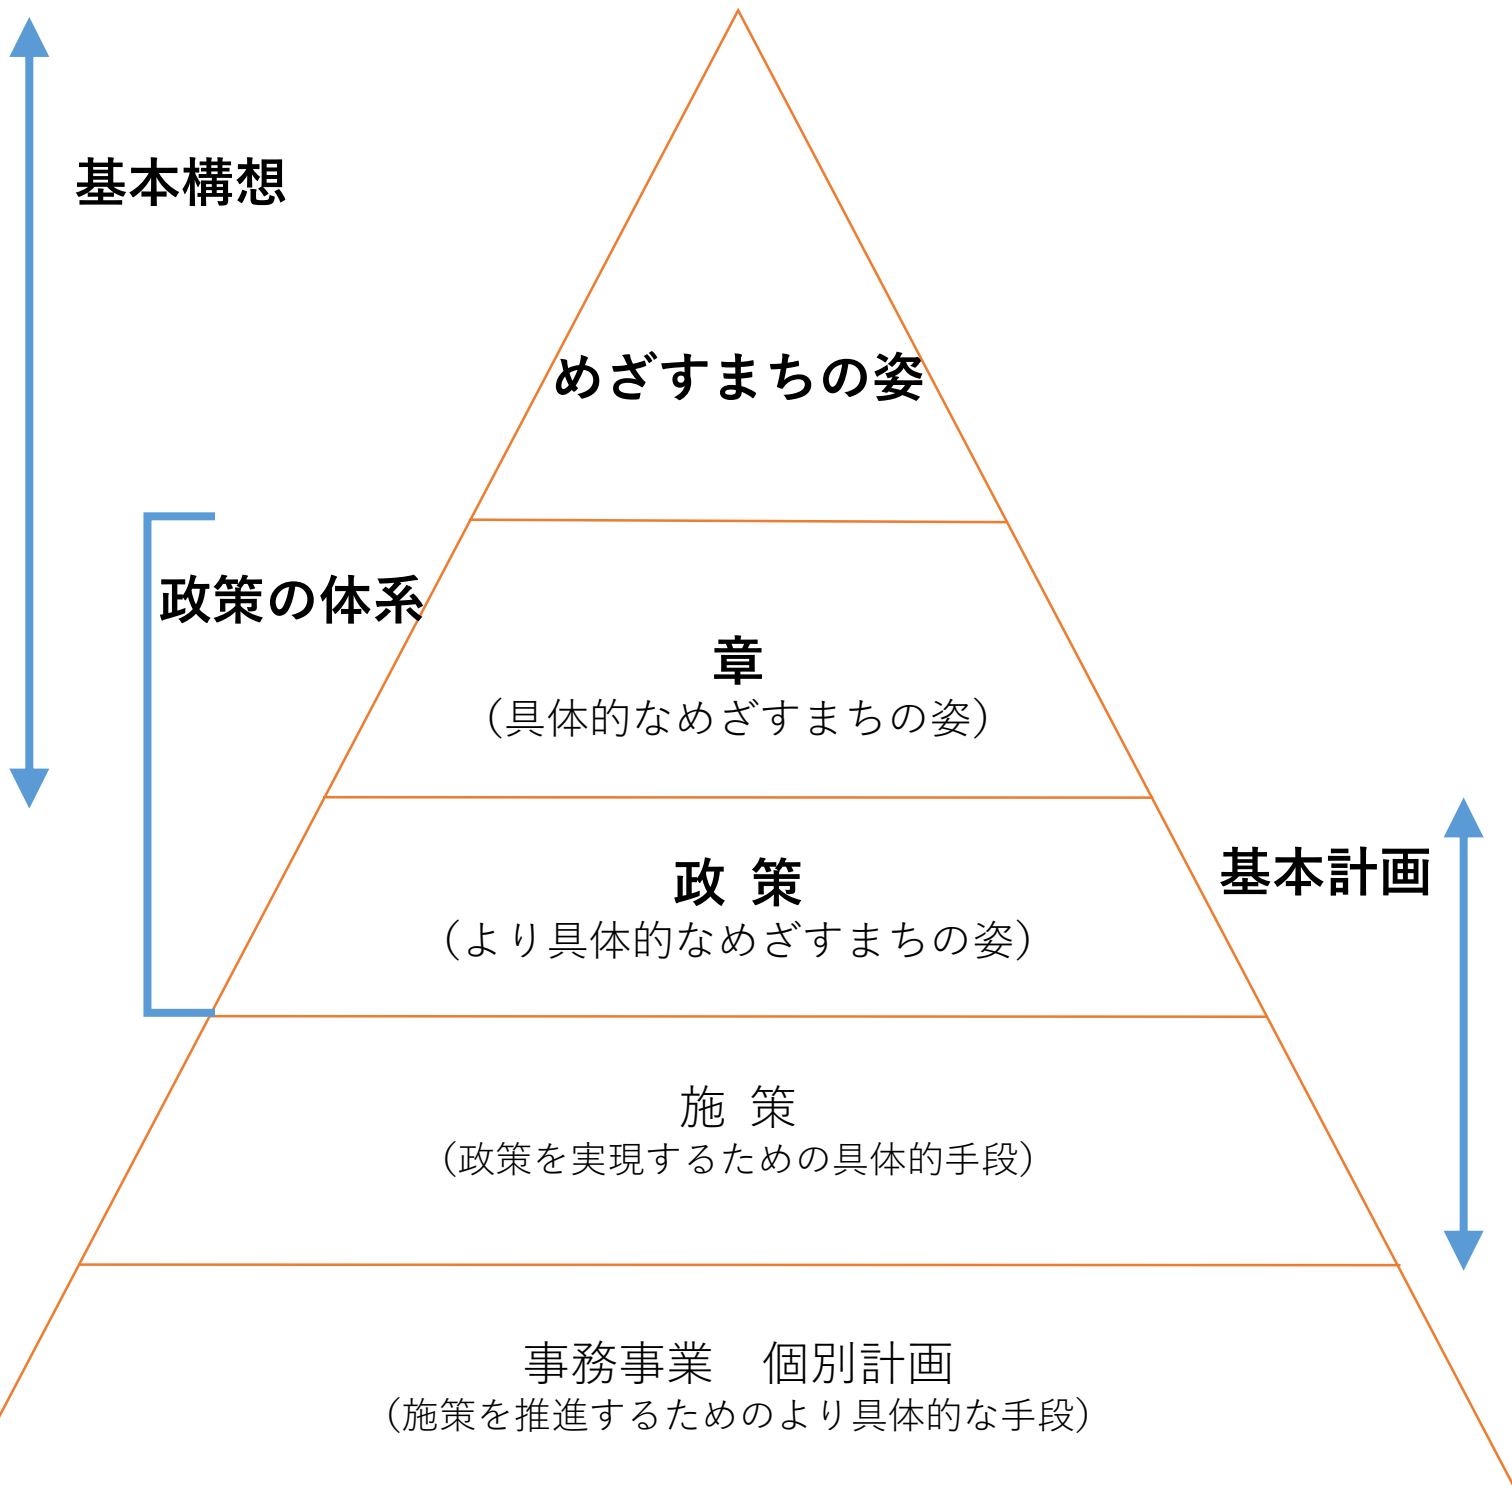 基本構想
めざすまちの姿
政策の体系
章
（具体的なめざすまちの姿）
政 策
（より具体的なめざすまちの姿）
基本計画
施 策
（政策を実現するための具体的手段）
事務事業　個別計画
（施策を推進するためのより具体的な手段）